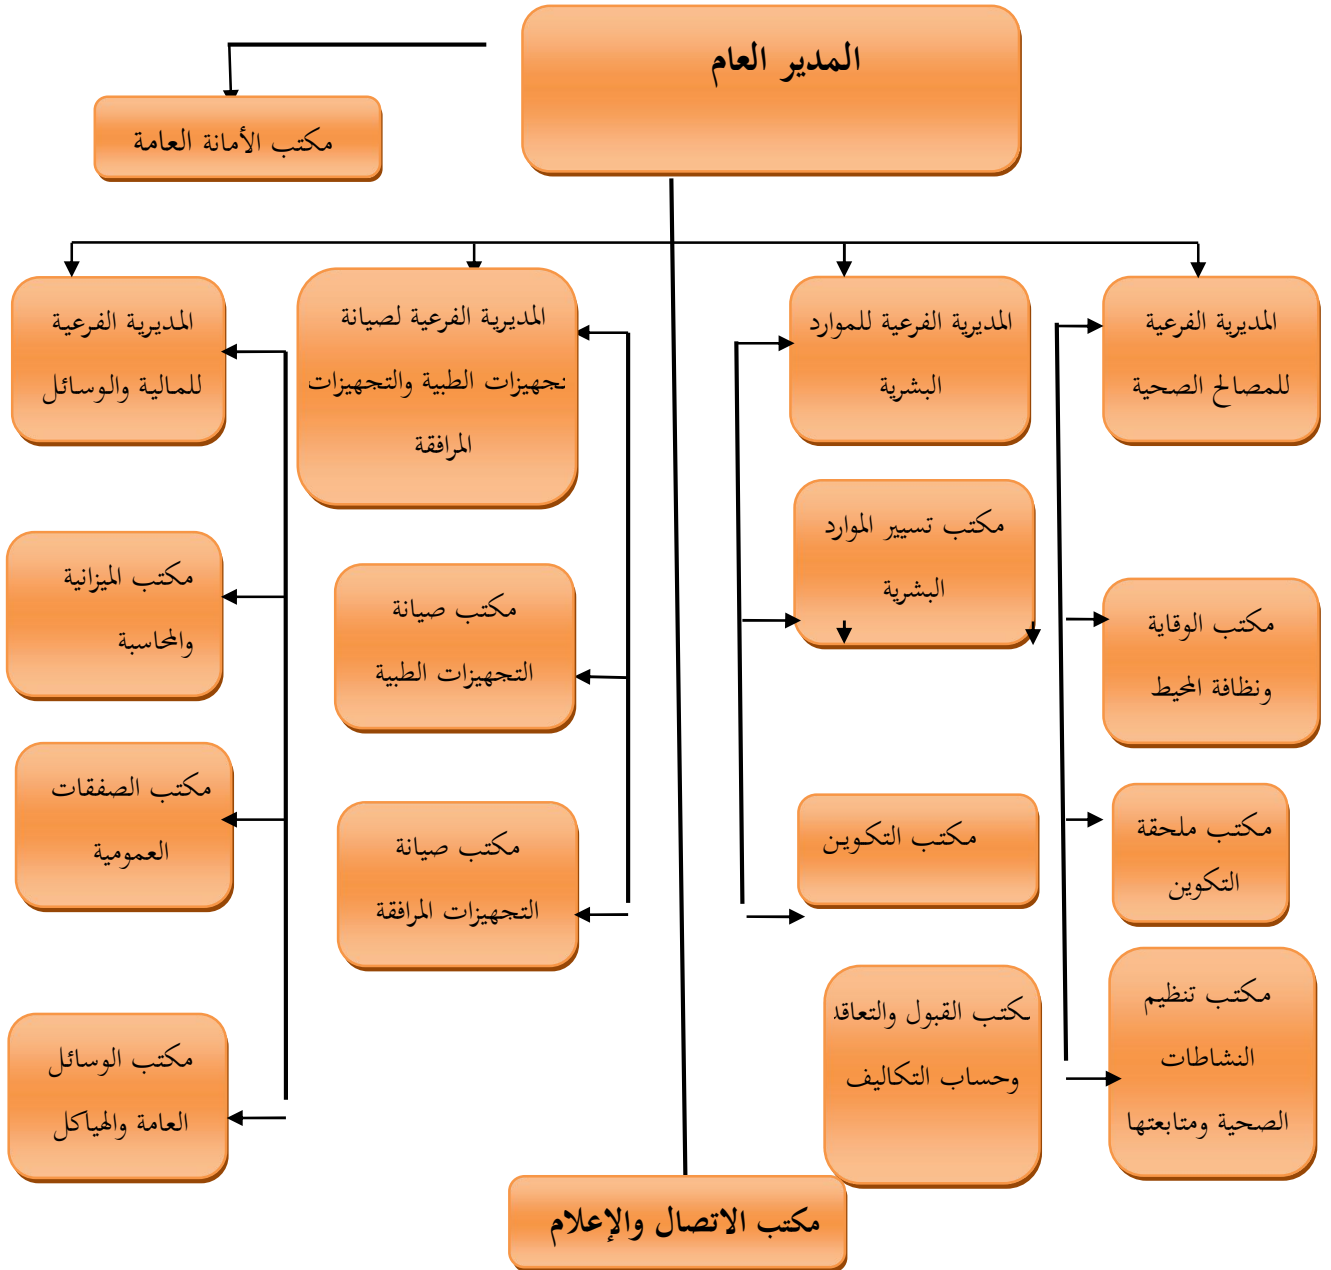 المدير العام
مكتب الأمانة العامة
المديرية الفرعية
للمصالح الصحية
المديرية الفرعية للموارد
البشرية
المديرية الفرعية لصيانة
تجهيزات الطبية والتجهيزات
المرافقة
المديرية الفرعية
للمالية والوسائل
مكتب تسيير الموارد
البشرية
مكتب الوقاية
ونظافة المحيط
مكتب صيانة
التجهيزات الطبية
مكتب الميزانية
والمحاسبة
مكتب ملحقة
التكوين
مكتب التكوين
مكتب صيانة
التجهيزات المرافقة
مكتب الصفقات
العمومية
مكتب تنظيم
النشاطات
الصحية ومتابعتها
كتب القبول والتعاقد
وحساب التكاليف
مكتب الوسائل
العامة والهياكل
مكتب الاتصال والإعلام